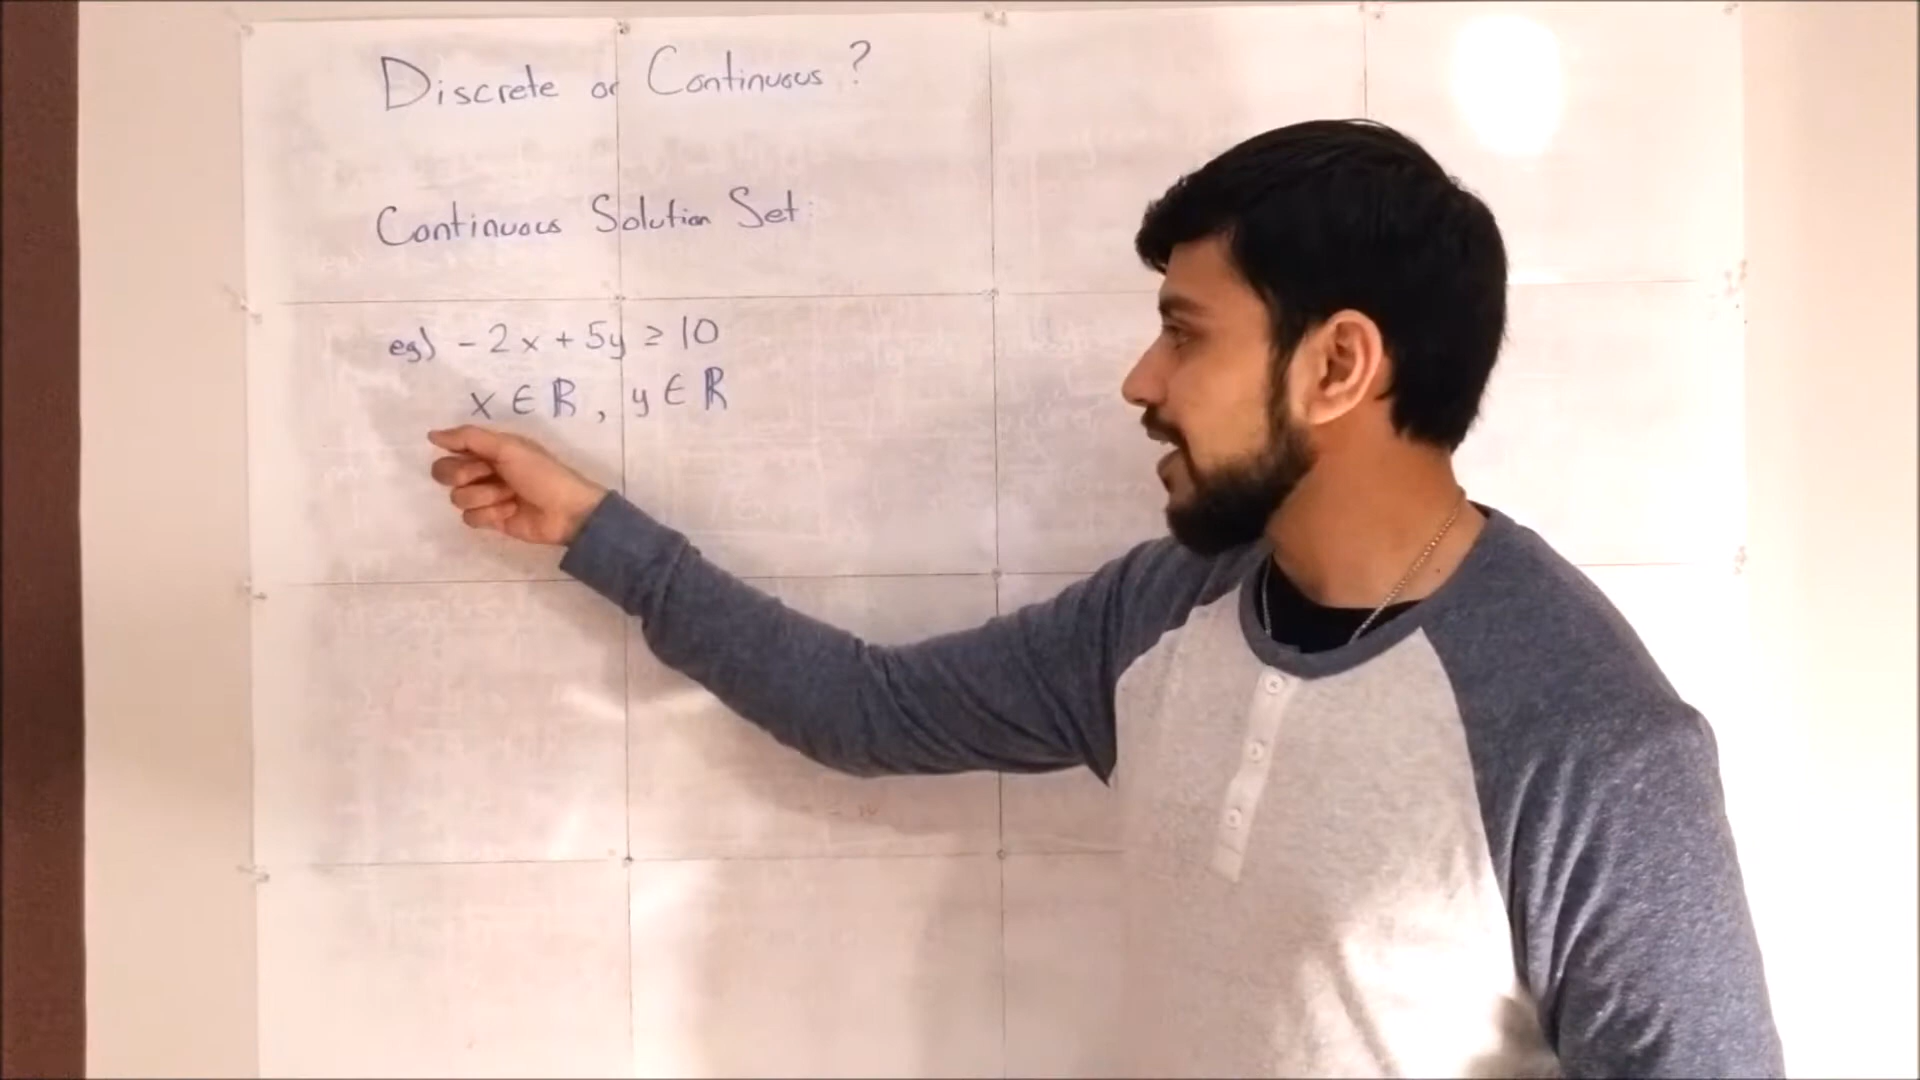 Discrete or Continuous ?
Continuous Solution Set:
eg) -2x + 5y ≥ 10
x ∈ ℝ , y ∈ ℝ